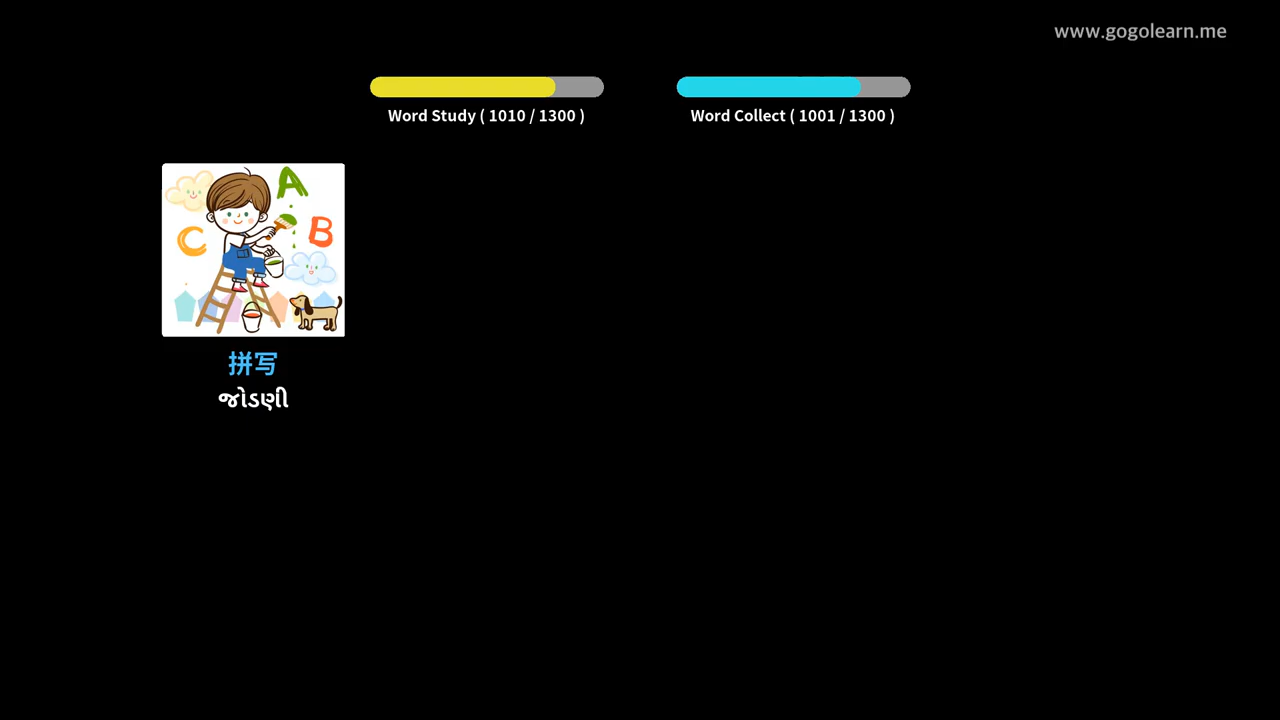 www.gogolearn.me
Word Study ( 1010 / 1300 )
Word Collect ( 1001 / 1300 )
A
B
C
拼写
જોડણી